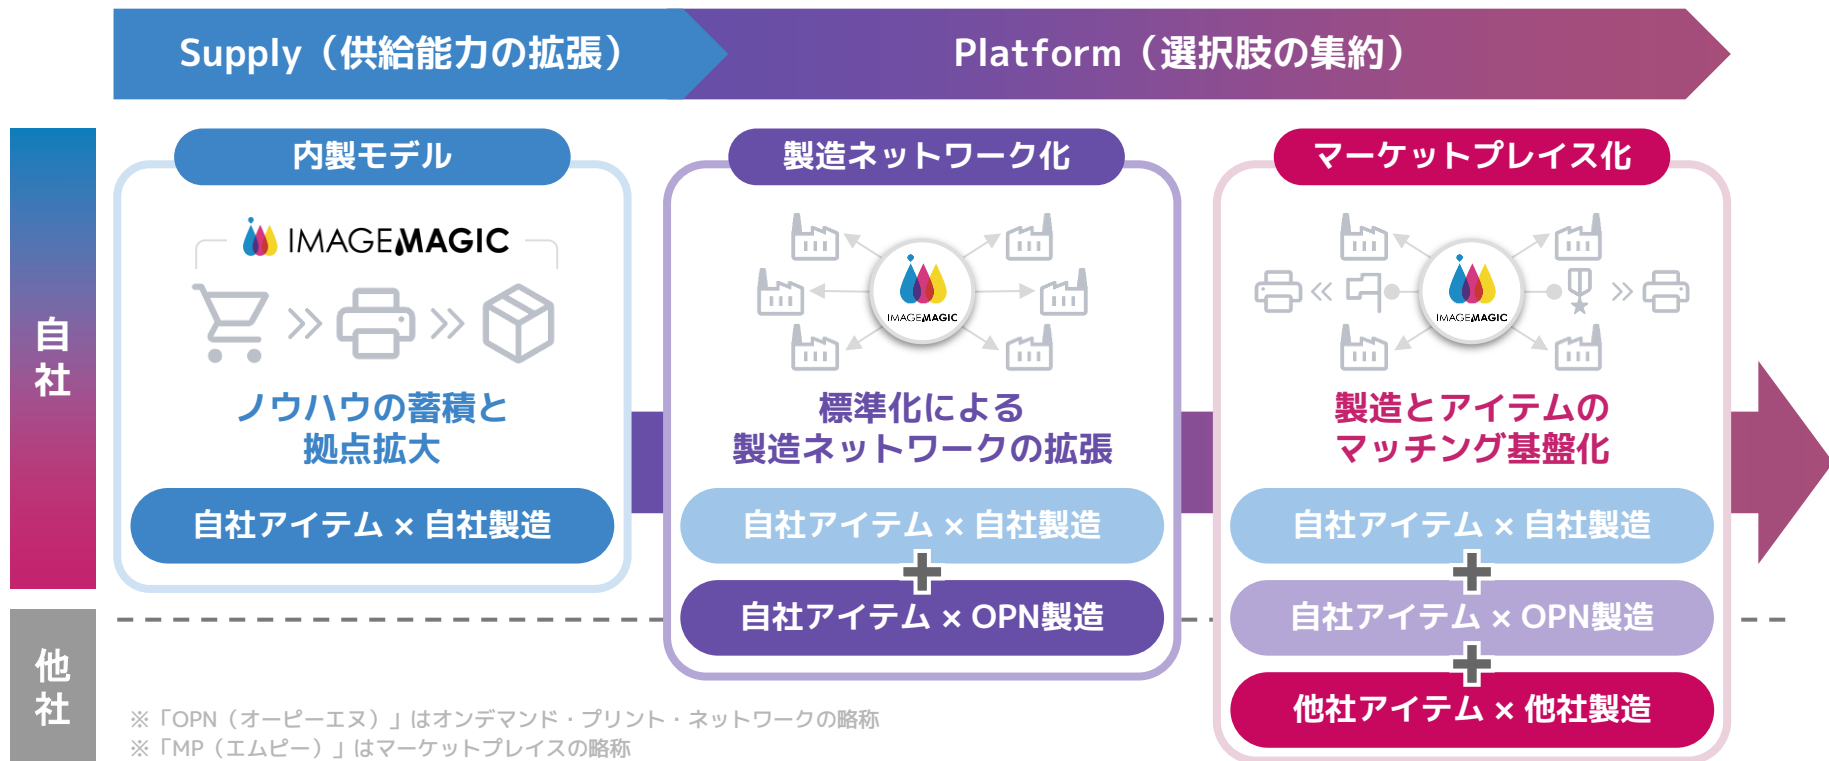 Supply（供給能力の拡張）
Platform（選択肢の集約）
自社
他社
内製モデル
IMAGEMAGIC
ノウハウの蓄積と
拠点拡大
自社アイテム × 自社製造
製造ネットワーク化
IMAGEMAGIC
標準化による
製造ネットワークの拡張
自社アイテム × 自社製造
+
自社アイテム × OPN製造
マーケットプレイス化
IMAGEMAGIC
製造とアイテムの
マッチング基盤化
自社アイテム × 自社製造
+
自社アイテム × OPN製造
+
他社アイテム × 他社製造
※「OPN（オーピーエヌ）」はオンデマンド・プリント・ネットワークの略称
※「MP（エムピー）」はマーケットプレイスの略称